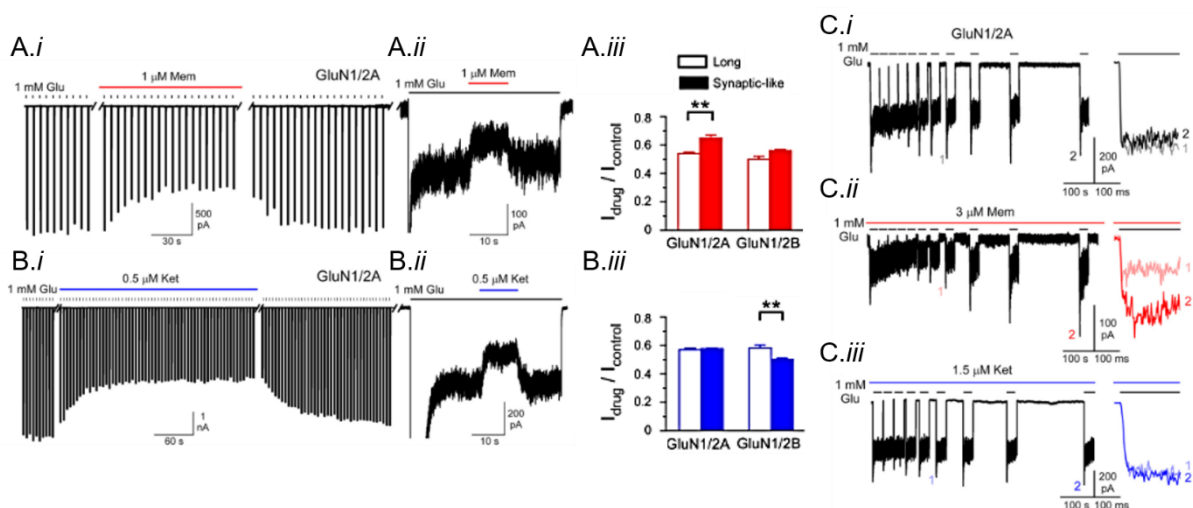 A.i
1 mM Glu
1 μM Mem
GluN1/2A
500
pA
30 s
A.ii
1 mM Glu
1 μM Mem
100
pA
10 s
A.iii
Long
Synaptic-like
**
Idrug / Icontrol
0.8
0.6
0.4
0.2
0
GluN1/2A GluN1/2B
B.i
1 mM Glu
0.5 μM Ket
GluN1/2A
1
nA
60 s
B.ii
1 mM Glu
0.5 μM Ket
200
pA
10 s
B.iii
**
Idrug / Icontrol
0.8
0.6
0.4
0.2
0
GluN1/2A GluN1/2B
C.i
GluN1/2A
1 mM
Glu
1
2
200
pA
100 s 100 ms
2
1
C.ii
3 μM Mem
1 mM
Glu
1
2
100
pA
100 s 100 ms
1
2
C.iii
1.5 μM Ket
1 mM
Glu
1
2
200
pA
100 s 100 ms
1
2